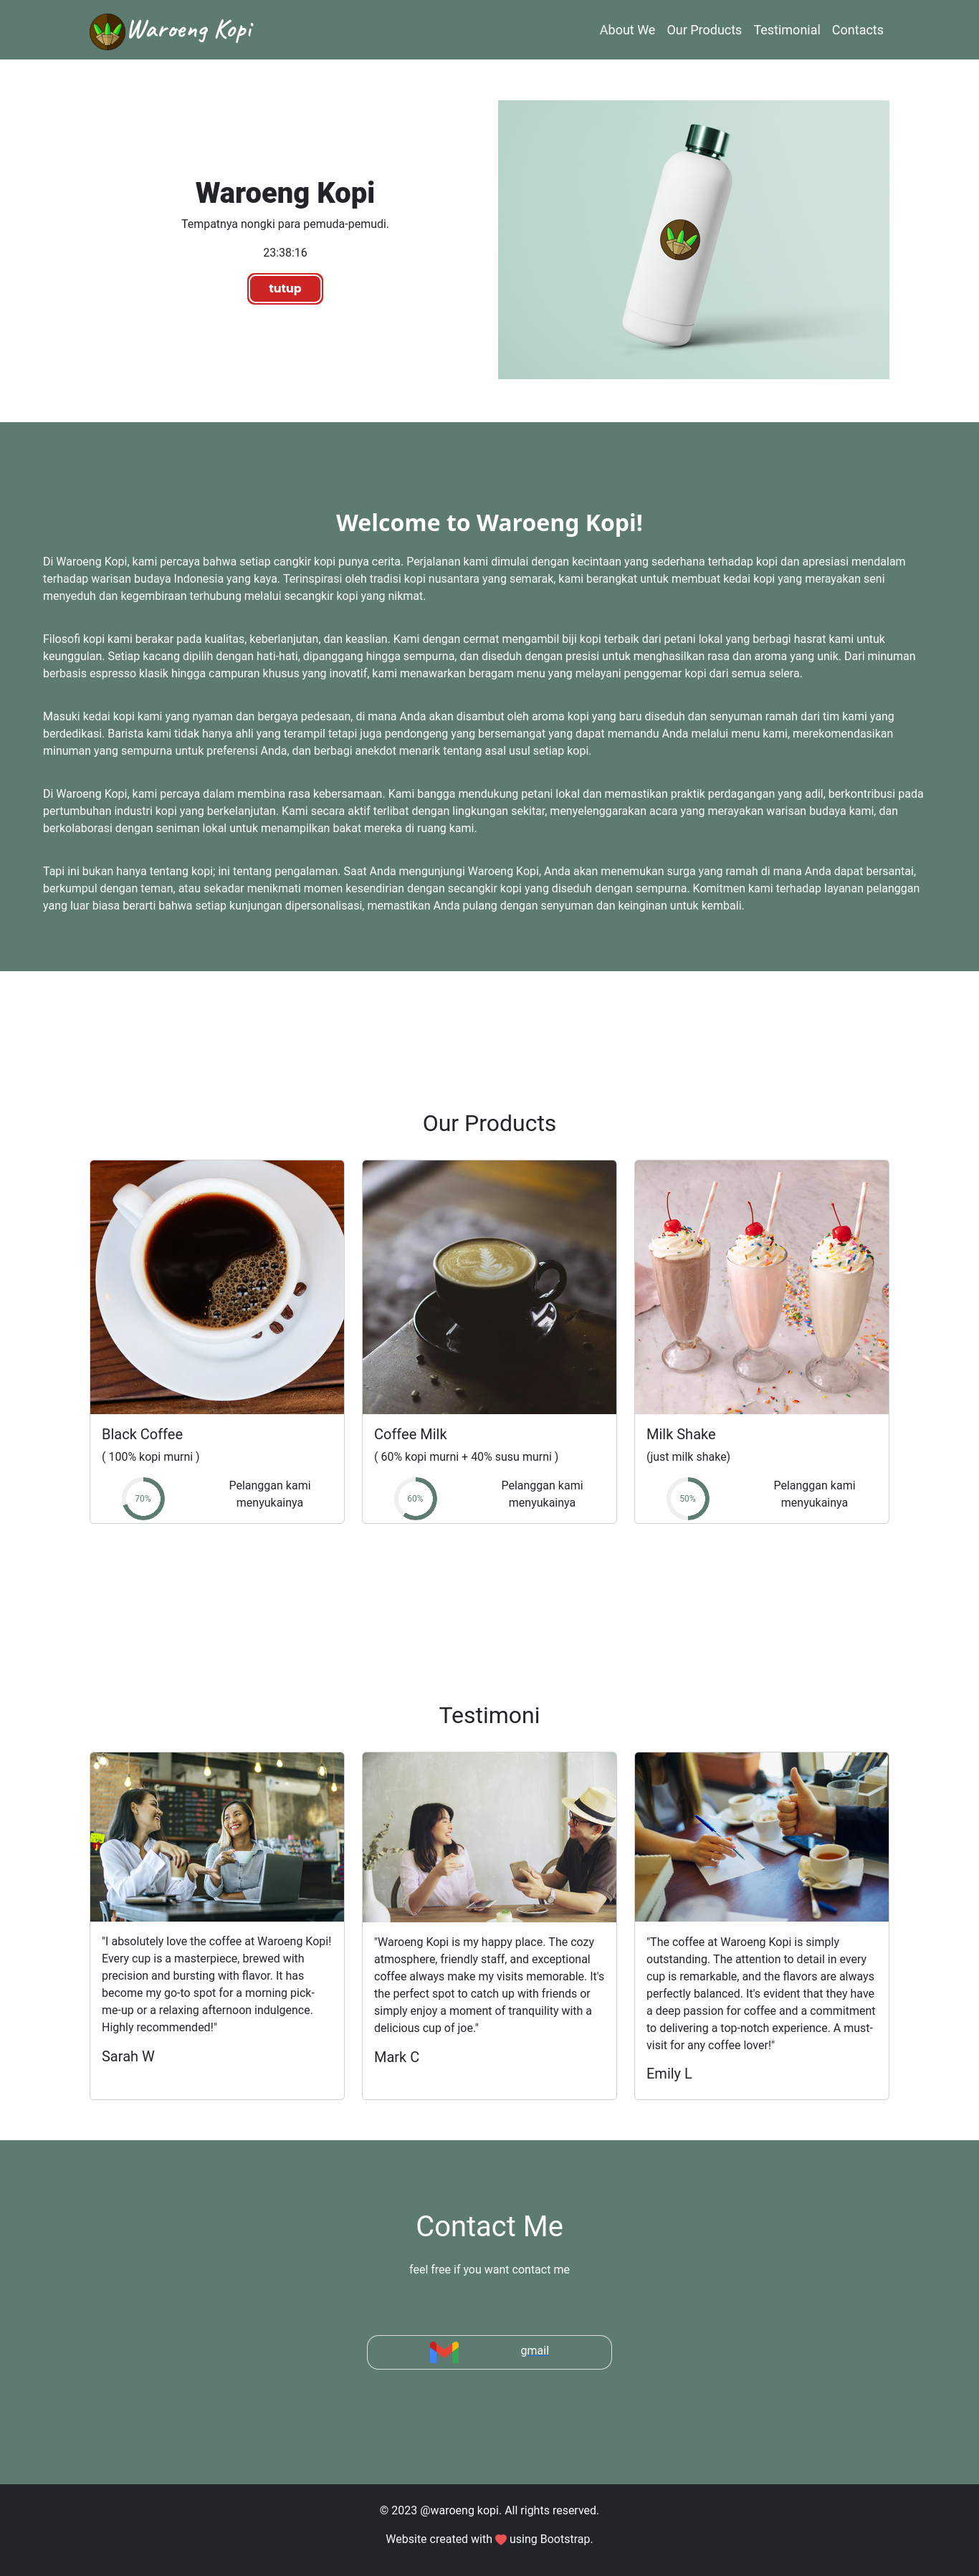 Waroeng Kopi
About We Our Products Testimonial Contacts
Waroeng Kopi
Tempatnya nongki para pemuda-pemudi.
23:38:16
tutup
Welcome to Waroeng Kopi!
Di Waroeng Kopi, kami percaya bahwa setiap cangkir kopi punya cerita. Perjalanan kami dimulai dengan kecintaan yang sederhana terhadap kopi dan apresiasi mendalam
terhadap warisan budaya Indonesia yang kaya. Terinspirasi oleh tradisi kopi nusantara yang semarak, kami berangkat untuk membuat kedai kopi yang merayakan seni
menyeduh dan kegembiraan terhubung melalui secangkir kopi yang nikmat.
Filosofi kopi kami berakar pada kualitas, keberlanjutan, dan keaslian. Kami dengan cermat mengambil biji kopi terbaik dari petani lokal yang berbagi hasrat kami untuk
keunggulan. Setiap kacang dipilih dengan hati-hati, dipanggang hingga sempurna, dan diseduh dengan presisi untuk menghasilkan rasa dan aroma yang unik. Dari minuman
berbasis espresso klasik hingga campuran khusus yang inovatif, kami menawarkan beragam menu yang melayani penggemar kopi dari semua selera.
Masuki kedai kopi kami yang nyaman dan bergaya pedesaan, di mana Anda akan disambut oleh aroma kopi yang baru diseduh dan senyuman ramah dari tim kami yang
berdedikasi. Barista kami tidak hanya ahli yang terampil tetapi juga pendongeng yang bersemangat yang dapat memandu Anda melalui menu kami, merekomendasikan
minuman yang sempurna untuk preferensi Anda, dan berbagi anekdot menarik tentang asal usul setiap kopi.
Di Waroeng Kopi, kami percaya dalam membina rasa kebersamaan. Kami bangga mendukung petani lokal dan memastikan praktik perdagangan yang adil, berkontribusi pada
pertumbuhan industri kopi yang berkelanjutan. Kami secara aktif terlibat dengan lingkungan sekitar, menyelenggarakan acara yang merayakan warisan budaya kami, dan
berkolaborasi dengan seniman lokal untuk menampilkan bakat mereka di ruang kami.
Tapi ini bukan hanya tentang kopi; ini tentang pengalaman. Saat Anda mengunjungi Waroeng Kopi, Anda akan menemukan surga yang ramah di mana Anda dapat bersantai,
berkumpul dengan teman, atau sekadar menikmati momen kesendirian dengan secangkir kopi yang diseduh dengan sempurna. Komitmen kami terhadap layanan pelanggan
yang luar biasa berarti bahwa setiap kunjungan dipersonalisasi, memastikan Anda pulang dengan senyuman dan keinginan untuk kembali.
Our Products
Black Coffee
( 100% kopi murni )
70%
Pelanggan kami
menyukainya
Coffee Milk
( 60% kopi murni + 40% susu murni )
60%
Pelanggan kami
menyukainya
Milk Shake
(just milk shake)
50%
Pelanggan kami
menyukainya
Testimoni
"I absolutely love the coffee at Waroeng Kopi!
Every cup is a masterpiece, brewed with
precision and bursting with flavor. It has
become my go-to spot for a morning pick-
me-up or a relaxing afternoon indulgence.
Highly recommended!"
Sarah W
"Waroeng Kopi is my happy place. The cozy
atmosphere, friendly staff, and exceptional
coffee always make my visits memorable. It's
the perfect spot to catch up with friends or
simply enjoy a moment of tranquility with a
delicious cup of joe."
Mark C
"The coffee at Waroeng Kopi is simply
outstanding. The attention to detail in every
cup is remarkable, and the flavors are always
perfectly balanced. It's evident that they have
a deep passion for coffee and a commitment
to delivering a top-notch experience. A must-
visit for any coffee lover!"
Emily L
Contact Me
feel free if you want contact me
gmail
© 2023 @waroeng kopi. All rights reserved.
Website created with ❤ using Bootstrap.